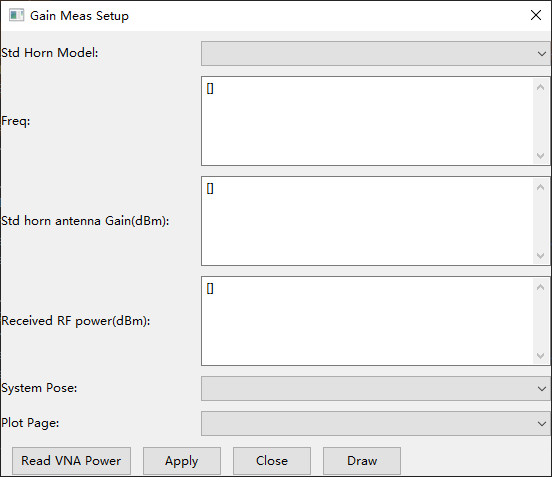 Gain Meas Setup
Std Horn Model:
[]
Freq:
[]
Std horn antenna Gain(dBm):
[]
Received RF power(dBm):
System Pose:
Plot Page:
Read VNA Power Apply Close Draw